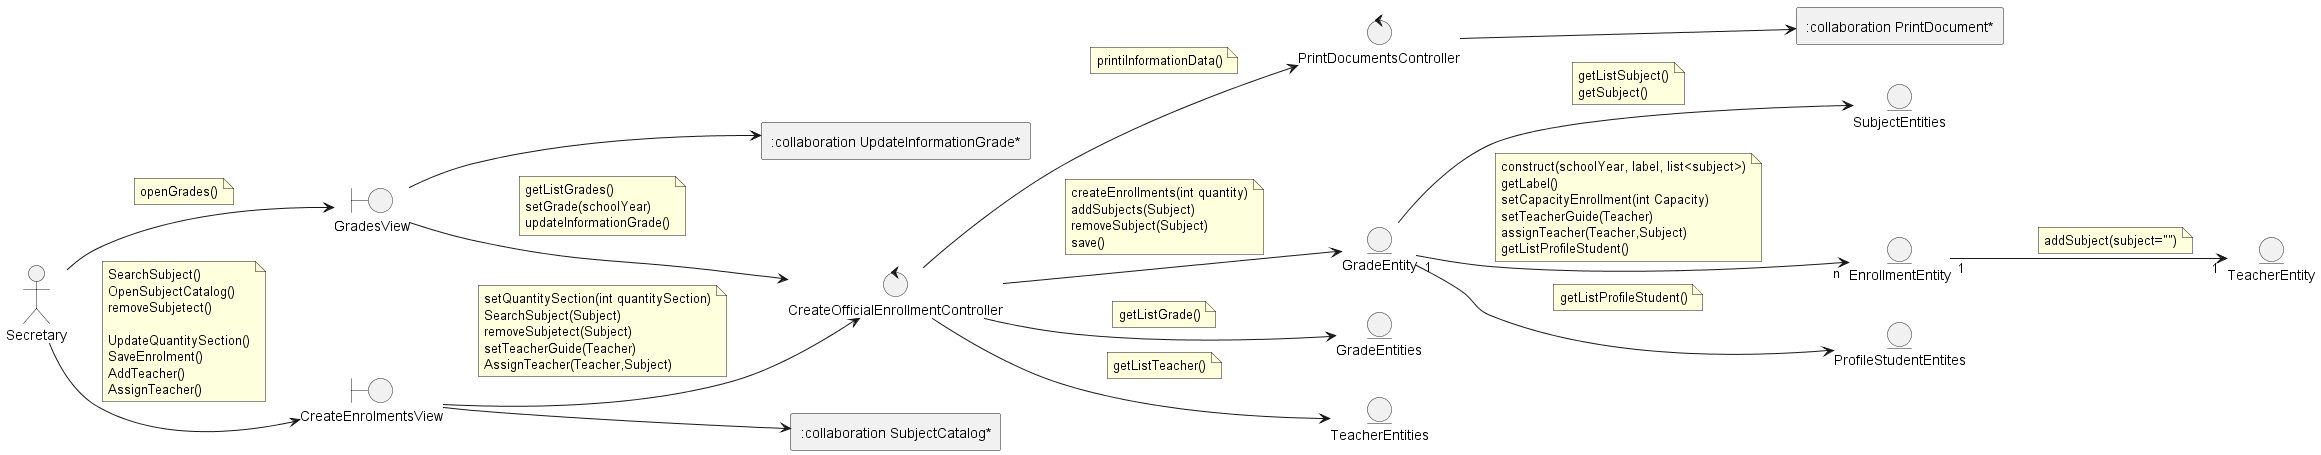 Secretary
openGrades()
SearchSubject()
OpenSubjectCatalog()
removeSubjetect()
UpdateQuantitySection()
SaveEnrolment()
AddTeacher()
AssignTeacher()
GradesView
CreateEnrolmentsView
:collaboration UpdateInformationGrade*
getListGrades()
setGrade(schoolYear)
updateInformationGrade()
setQuantitySection(int quantitySection)
SearchSubject(Subject)
removeSubjetect(Subject)
setTeacherGuide(Teacher)
AssignTeacher(Teacher,Subject)
:collaboration SubjectCatalog*
CreateOfficialEnrollmentController
printiInformationData()
createEnrollments(int quantity)
addSubjects(Subject)
removeSubject(Subject)
save()
getListGrade()
getListTeacher()
PrintDocumentsController
:collaboration PrintDocument*
GradeEntity
1
GradeEntities
TeacherEntities
getListSubject()
getSubject()
SubjectEntities
construct(schoolYear, label, list<subject>)
getLabel()
setCapacityEnrollment(int Capacity)
setTeacherGuide(Teacher)
assignTeacher(Teacher,Subject)
getListProfileStudent()
n
EnrollmentEntity
1
getListProfileStudent()
ProfileStudentEntites
addSubject(subject="")
1
TeacherEntity